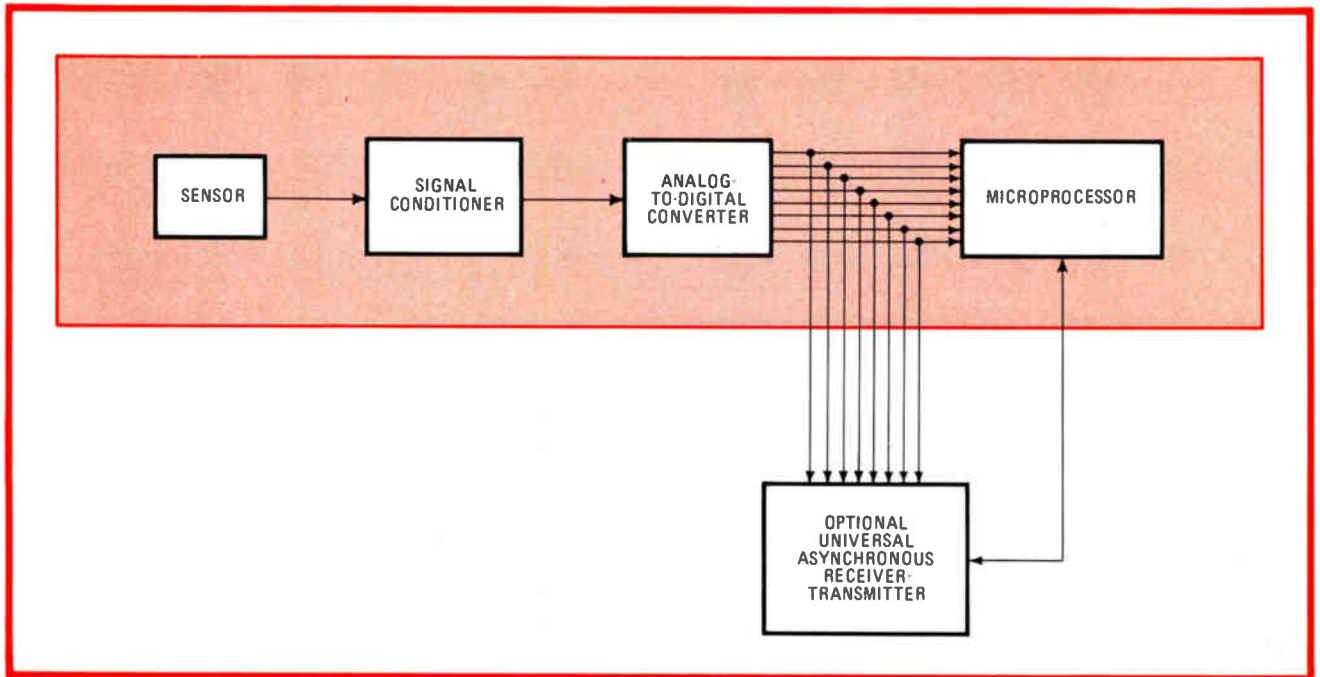 SENSOR
SIGNAL
CONDITIONER
ANALOG-
TO-DIGITAL
CONVERTER
MICROPROCESSOR
OPTIONAL
UNIVERSAL
ASYNCHRONOUS
RECEIVER-
TRANSMITTER